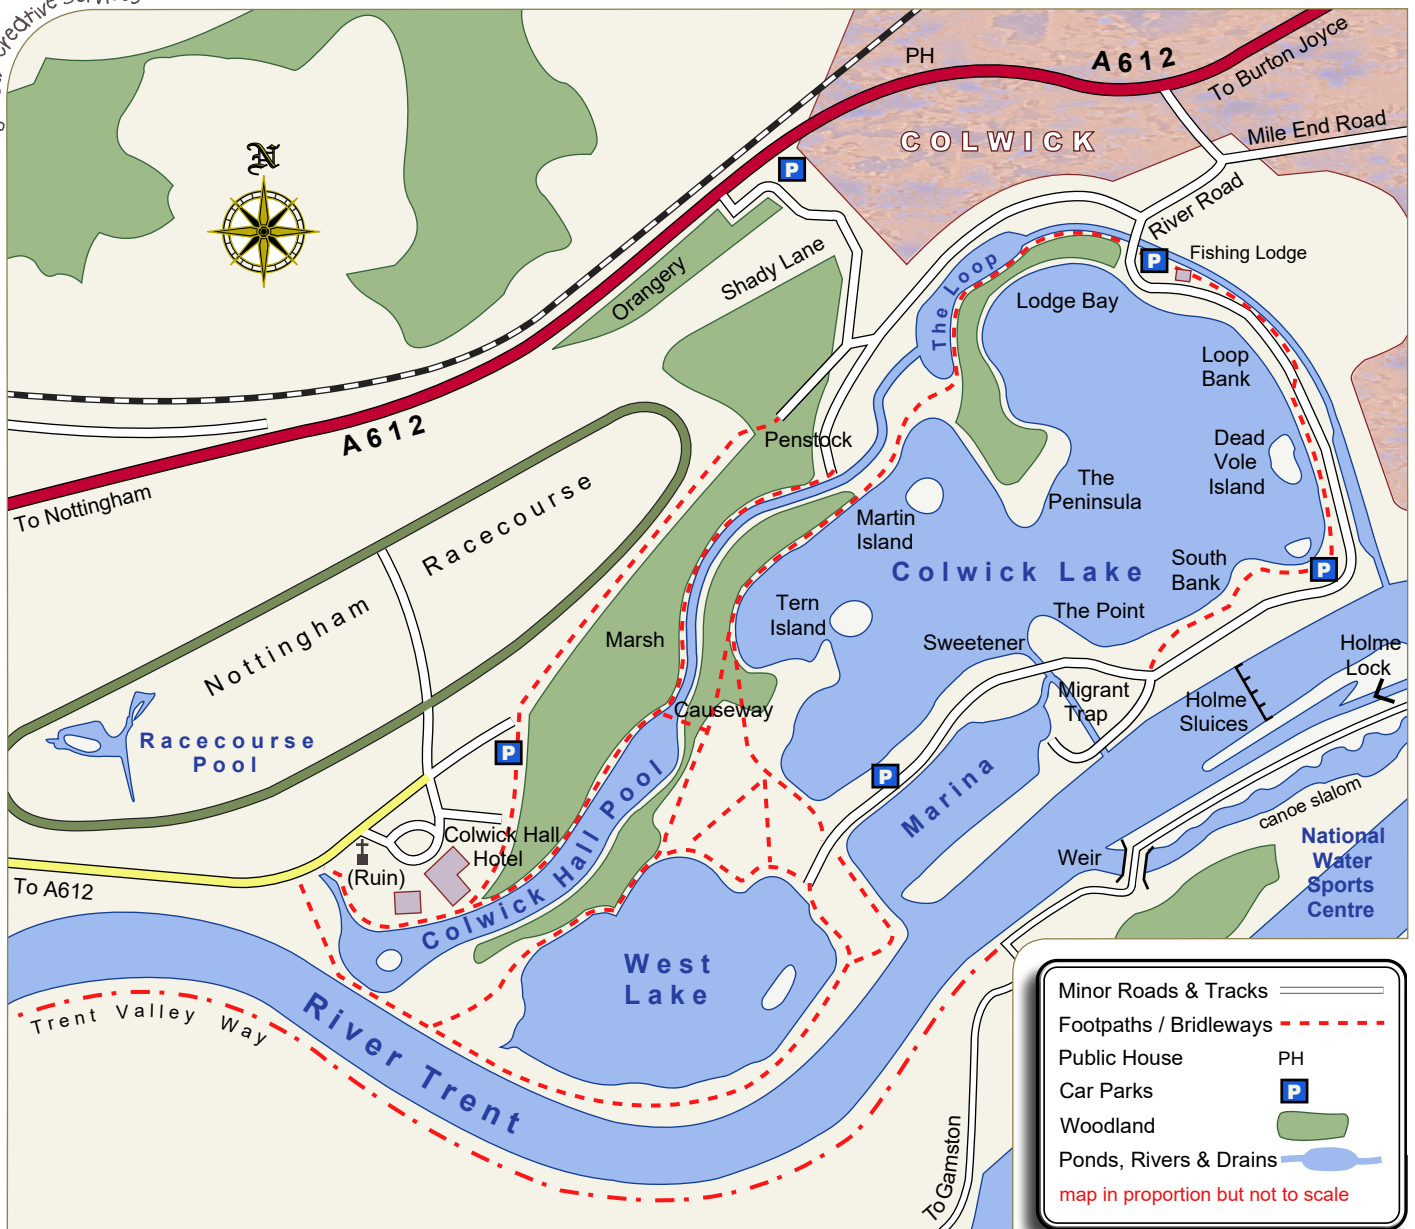 Creative Services
N
PH
A612
To Burton Joyce
COLWICK
Mile End Road
River Road
Fishing Lodge
Orangery
Shady Lane
The Loop
Lodge Bay
Loop
Bank
A612
To Nottingham
Penstock
Dead
Vole
Island
The
Peninsula
Nottingham Racecourse
Martin
Island
Colwick Lake
South
Bank
Tern
Island
The Point
Marsh
Sweetener
Holme
Lock
Migrant
Trap
Holme
Sluices
Causeway
Racecourse
Pool
Marina
canoe slalom
Colwick Hall
Hotel
(Ruin)
Colwick Hall Pool
Weir
National
Water
Sports
Centre
To A612
West
Lake
Trent Valley Way
River Trent
To Gamston
Minor Roads & Tracks
Footpaths / Bridleways
Public House PH
Car Parks P
Woodland
Ponds, Rivers & Drains
map in proportion but not to scale
P
P
P
P
P